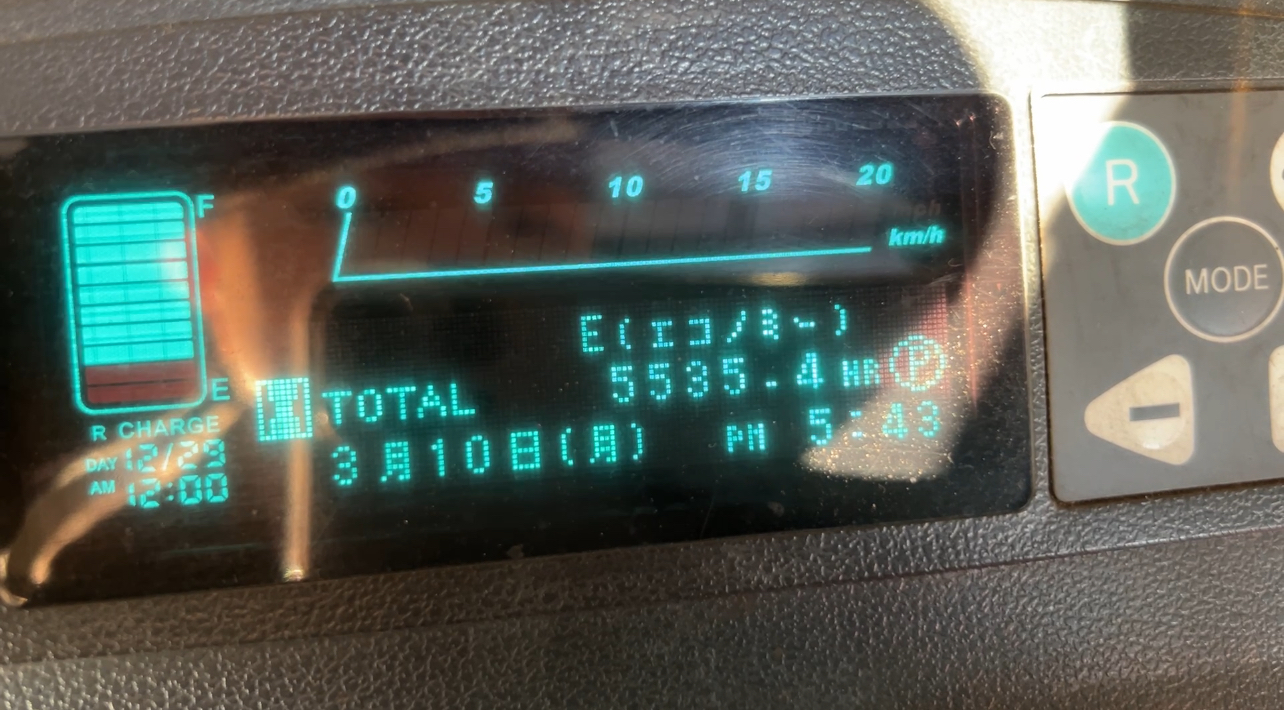 F
0 5 10 15 20
km/h
E(エコノミ-)
5535.4 HR P
E
TOTAL
3月10日(月) PM 5:43
R CHARGE
DAY 12/29
AM 12:00
R
MODE